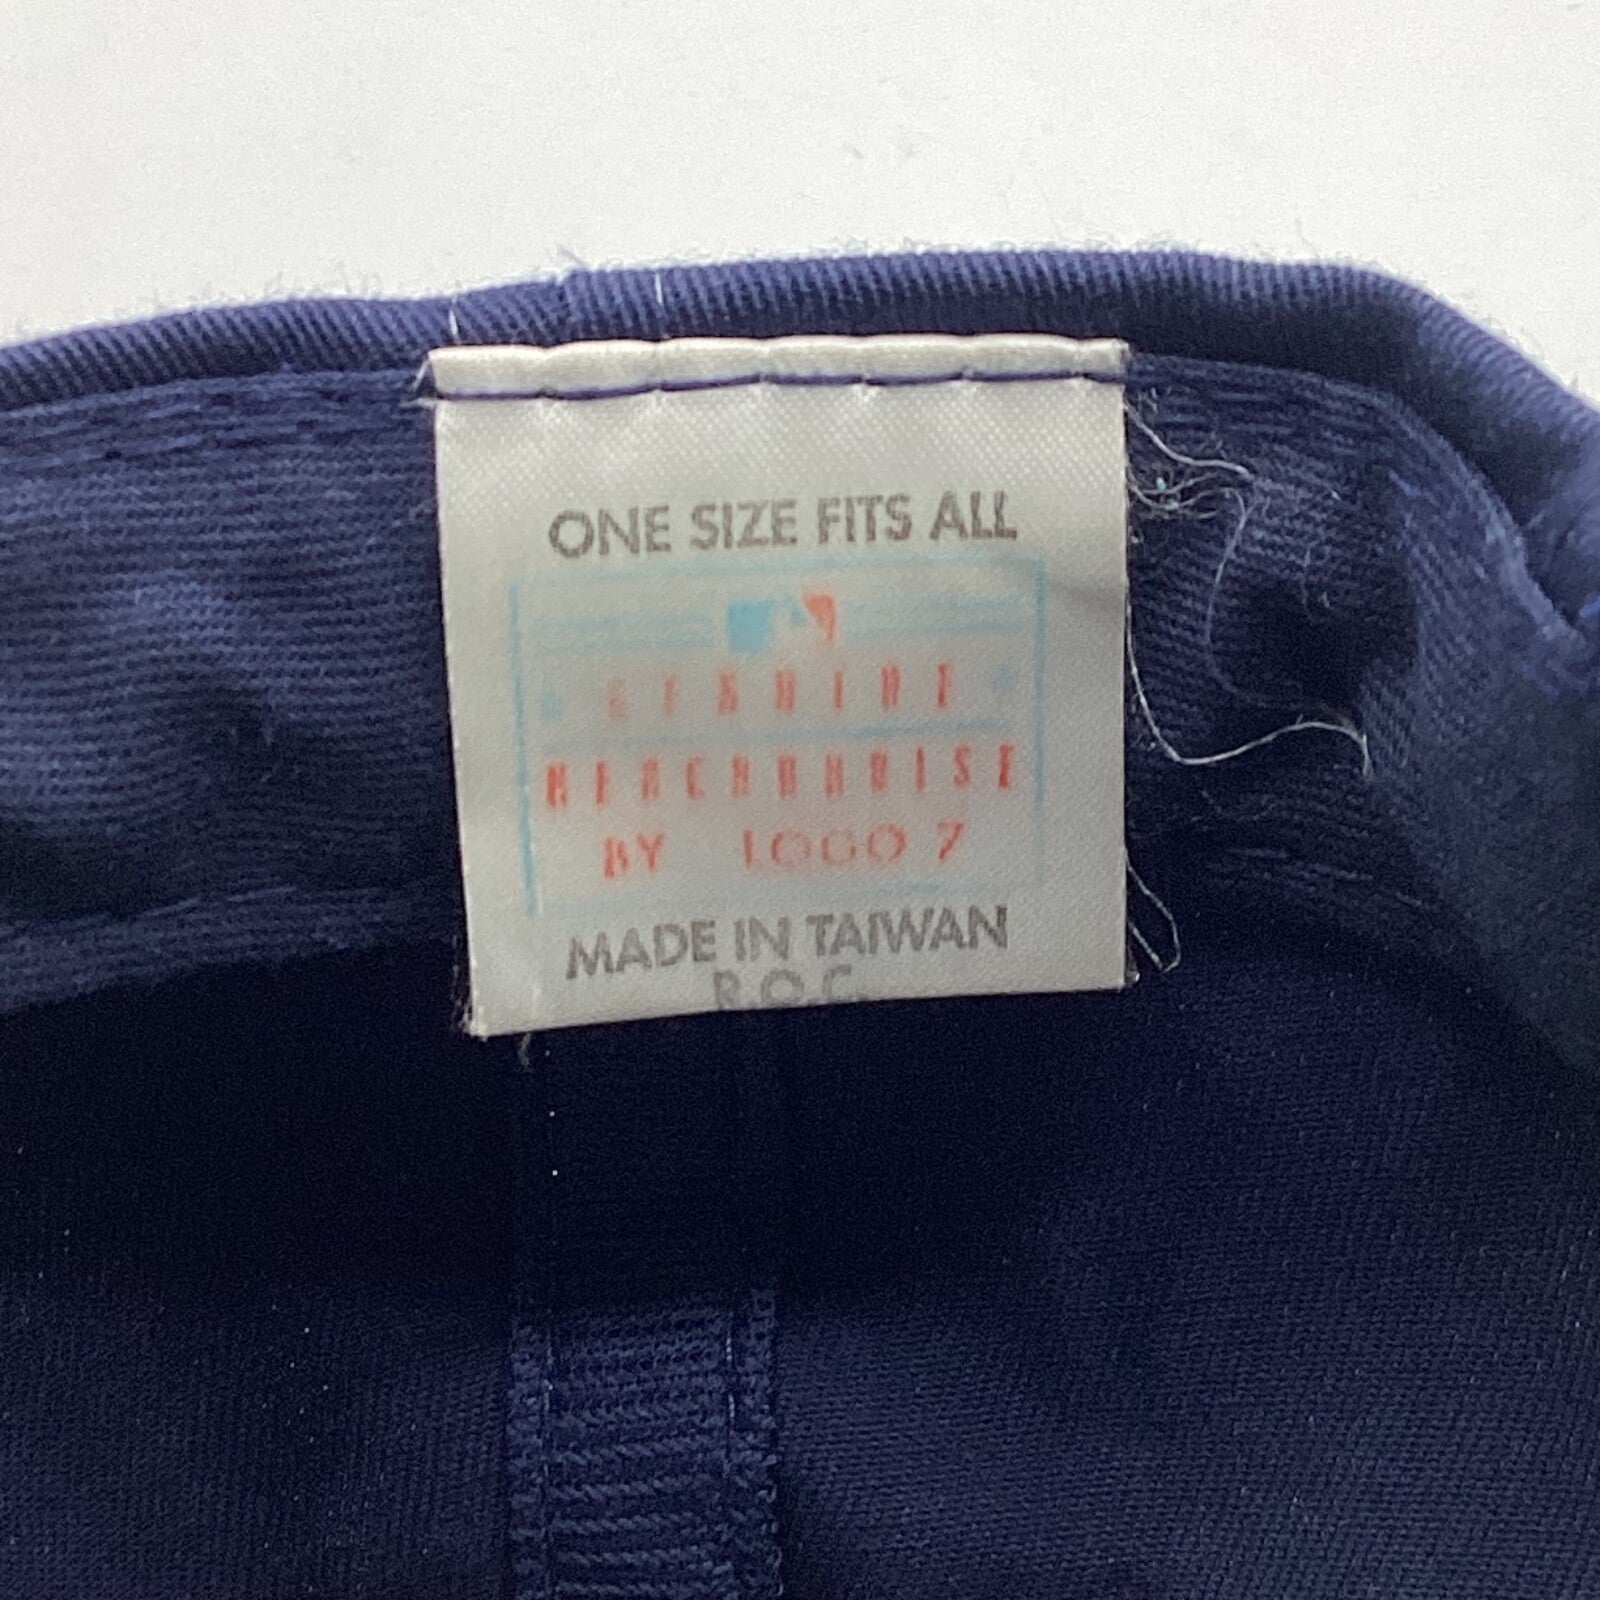 ONE SIZE FITS ALL
GENUINE
MERCHANDISE
BY LOGO 7
MADE IN TAIWAN
R.O.C.